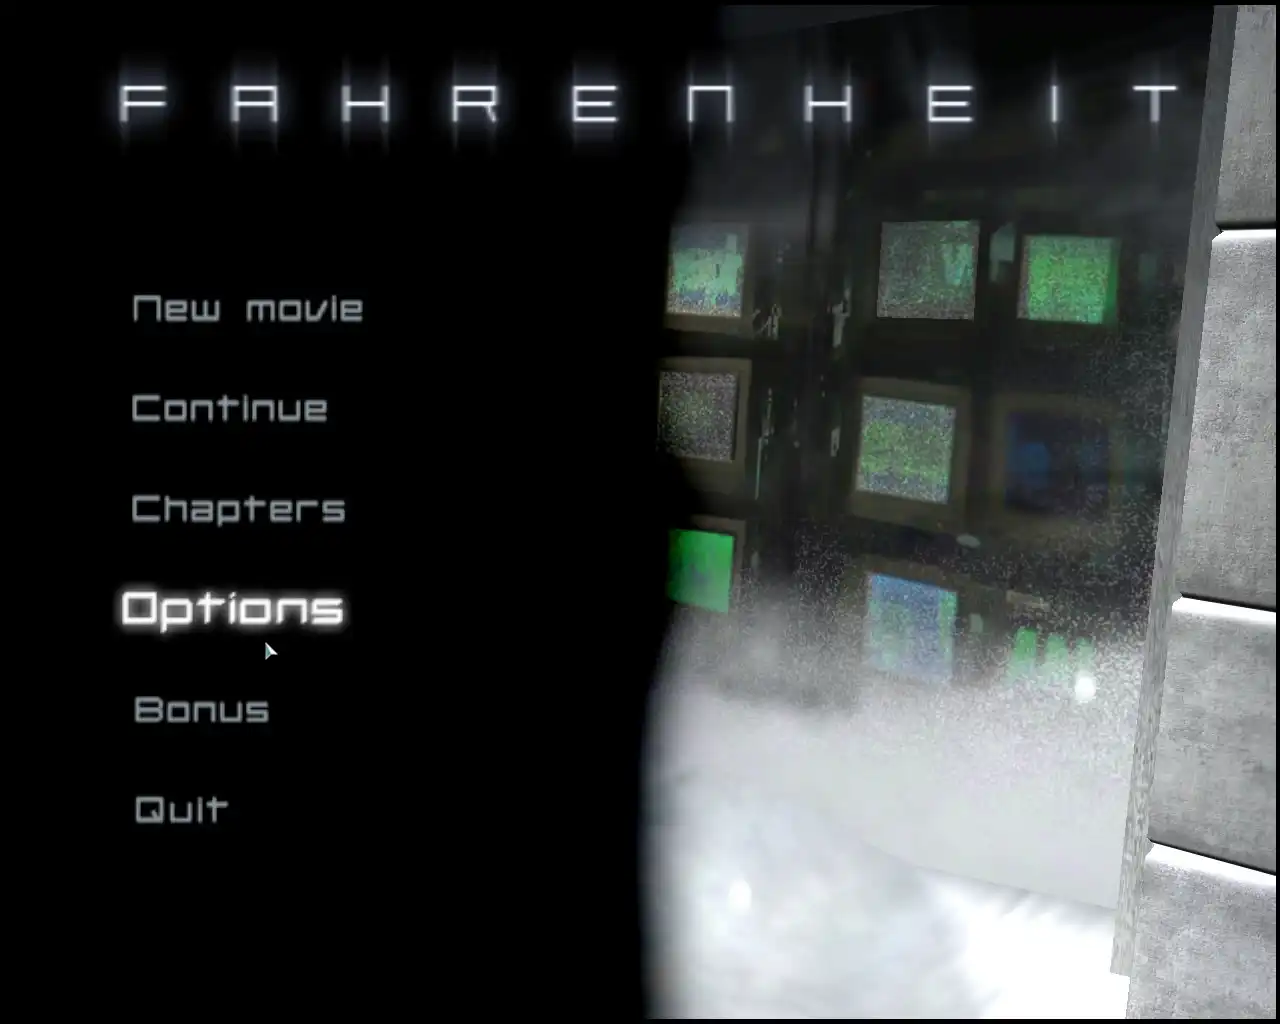 FAHRENHEIT
New movie
Continue
Chapters
Options
Bonus
Quit